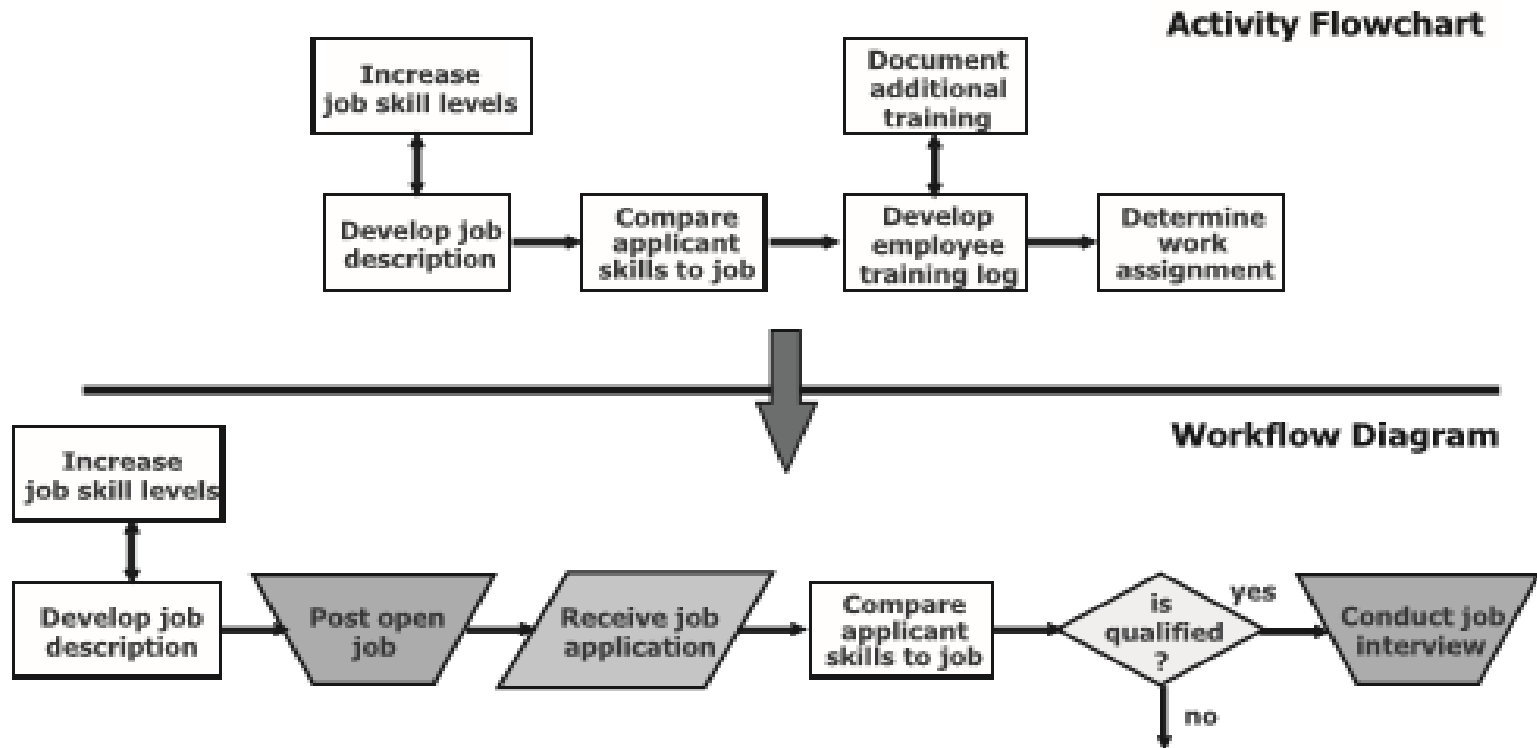 Activity Flowchart
Increase
job skill levels
Document
additional
training
Develop job
description
Compare
applicant
skills to job
Develop
employee
training log
Determine
work
assignment
Workflow Diagram
Increase
job skill levels
Develop job
description
Post open
job
Receive job
application
Compare
applicant
skills to job
is
qualified
?
yes
no
Conduct job
interview